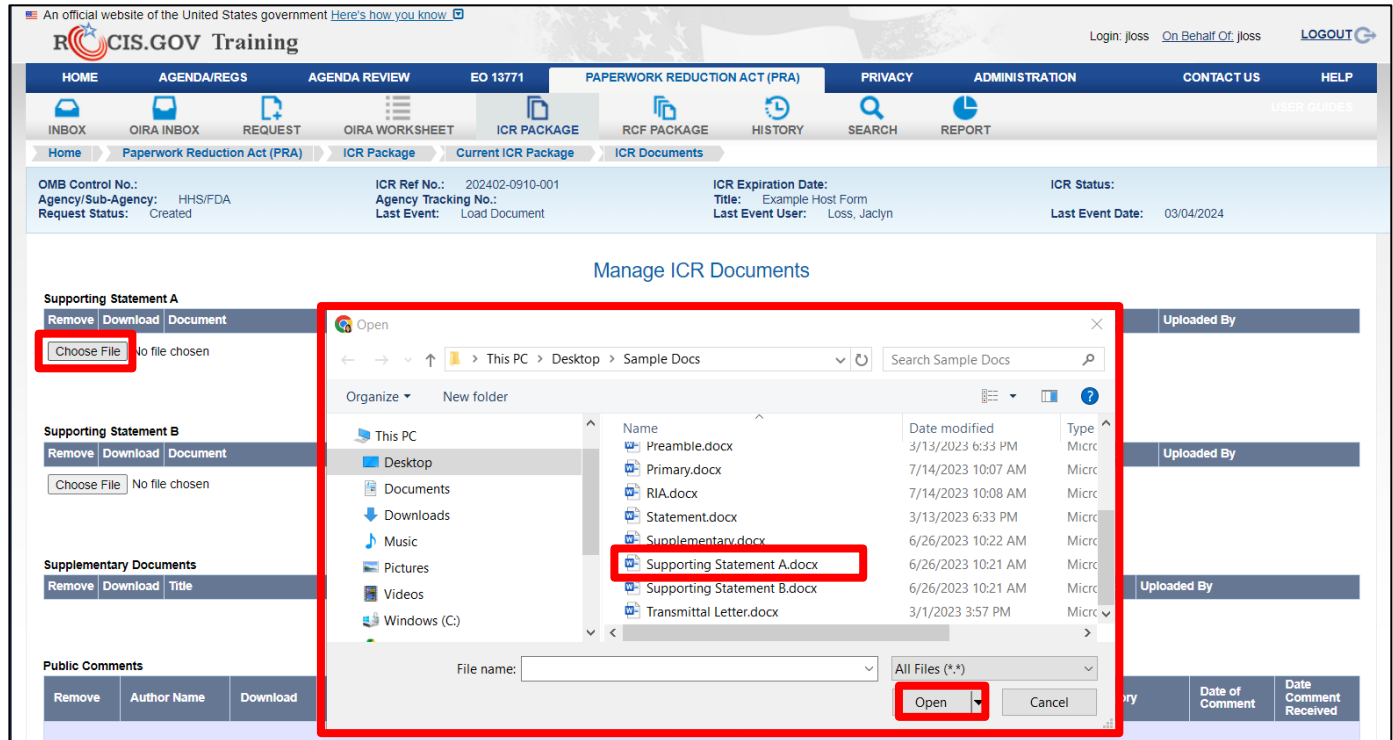 An official website of the United States government Here's how you know
ROCIS.GOV Training
Login: jloss On Behalf Of: jloss LOGOUT
HOME AGENDA/REGS AGENDA REVIEW EO 13771 PAPERWORK REDUCTION ACT (PRA) PRIVACY ADMINISTRATION CONTACT US HELP
INBOX OIRA INBOX REQUEST OIRA WORKSHEET ICR PACKAGE RCF PACKAGE HISTORY SEARCH REPORT USER GUIDES
Home Paperwork Reduction Act (PRA) ICR Package Current ICR Package ICR Documents
OMB Control No.: ICR Ref No.: 202402-0910-001 ICR Expiration Date: ICR Status:
Agency/Sub-Agency: HHS/FDA Agency Tracking No.: Title: Example Host Form
Request Status: Created Last Event: Load Document Last Event User: Loss, Jaclyn Last Event Date: 03/04/2024
Manage ICR Documents
Supporting Statement A
Remove Download Document Uploaded By
Choose File No file chosen
Supporting Statement B
Remove Download Document Uploaded By
Choose File No file chosen
Supplementary Documents
Remove Download Title Uploaded By
Public Comments
Remove Author Name Download ory Date of Comment Date Comment Received
Open
This PC > Desktop > Sample Docs Search Sample Docs
Organize New folder
This PC
Desktop
Documents
Downloads
Music
Pictures
Videos
Windows (C:)
Name Date modified Type
Preamble.docx 3/13/2023 6:33 PM Micro
Primary.docx 7/14/2023 10:07 AM Micro
RIA.docx 7/14/2023 10:08 AM Micro
Statement.docx 3/13/2023 6:33 PM Micro
Supplementary.docx 6/26/2023 10:22 AM Micro
Supporting Statement A.docx 6/26/2023 10:21 AM Micro
Supporting Statement B.docx 6/26/2023 10:21 AM Micro
Transmittal Letter.docx 3/1/2023 3:57 PM Micro
File name: All Files (*.*)
Open Cancel